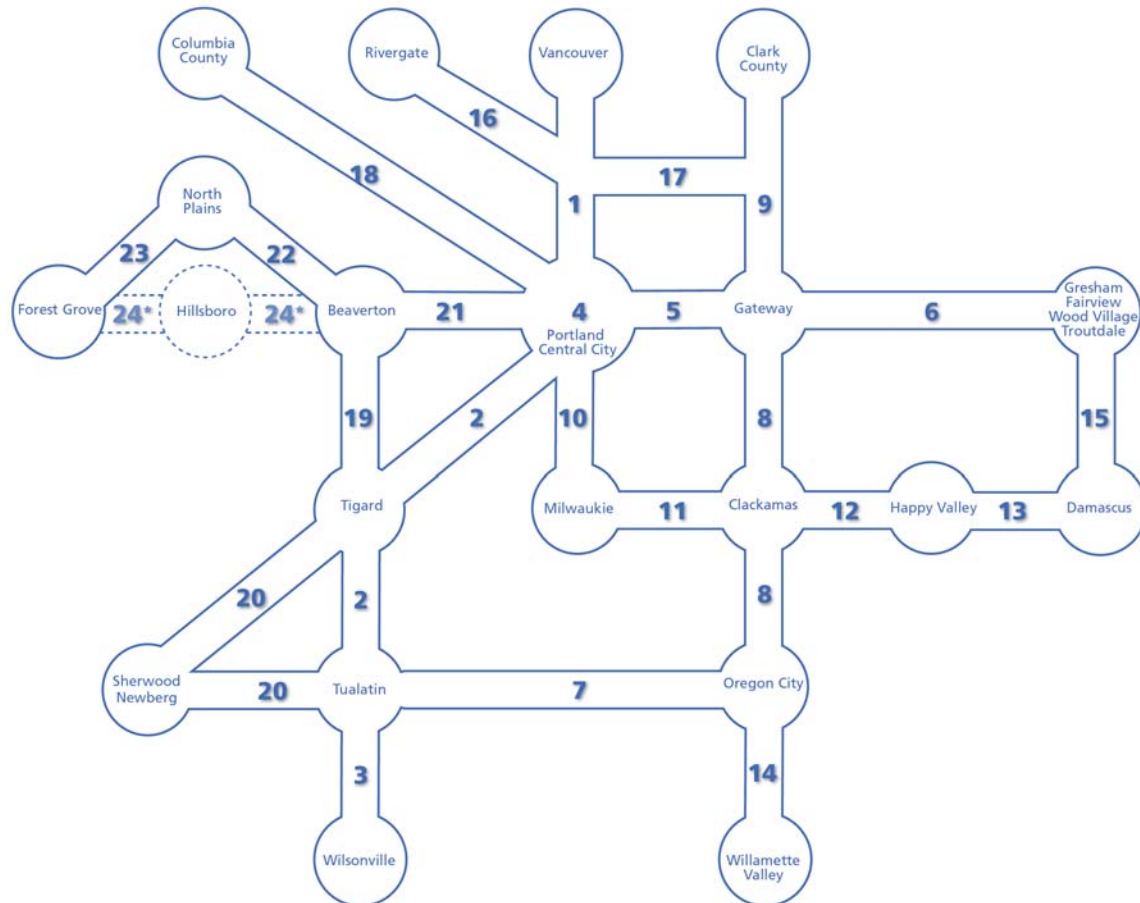 Columbia
County
Rivergate
Vancouver
Clark
County
16
18
17
North
Plains
1
9
23
22
Forest Grove
24*
Hillsboro
24*
Beaverton
21
4
Portland
Central City
5
Gateway
6
Gresham
Fairview
Wood Village
Troutdale
19
2
10
8
15
Tigard
Milwaukie
11
Clackamas
12
Happy Valley
13
Damascus
20
2
8
Sherwood
Newberg
20
Tualatin
7
Oregon City
3
14
Wilsonville
Willamette
Valley